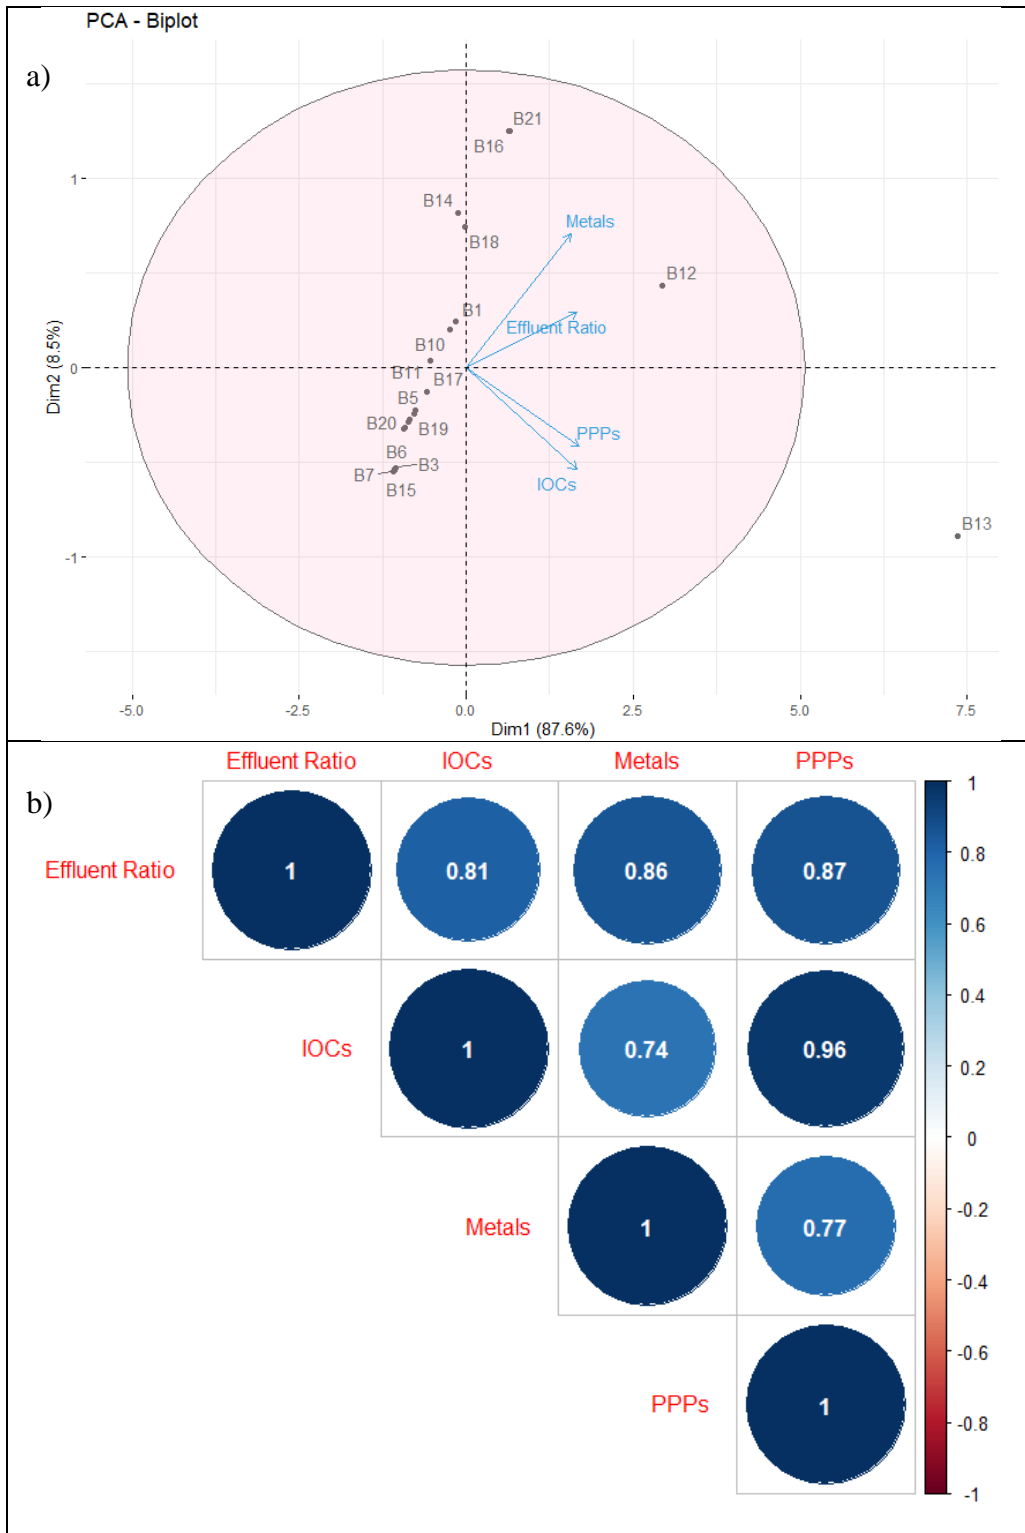 PCA - Biplot
a)
B21
B16
B14
B18
Metals
B12
B1
Effluent Ratio
B10
B11
B17
B5
B20
B19
PPPs
B6
B3
B7
B15
IOCs
B13
1
0
-1
Dim2 (8.5%)
-5.0 -2.5 0.0 2.5 5.0 7.5
Dim1 (87.6%)
b)
Effluent Ratio IOCs Metals PPPs
Effluent Ratio 1 0.81 0.86 0.87
IOCs 1 0.74 0.96
Metals 1 0.77
PPPs 1
1
0.8
0.6
0.4
0.2
0
-0.2
-0.4
-0.6
-0.8
-1